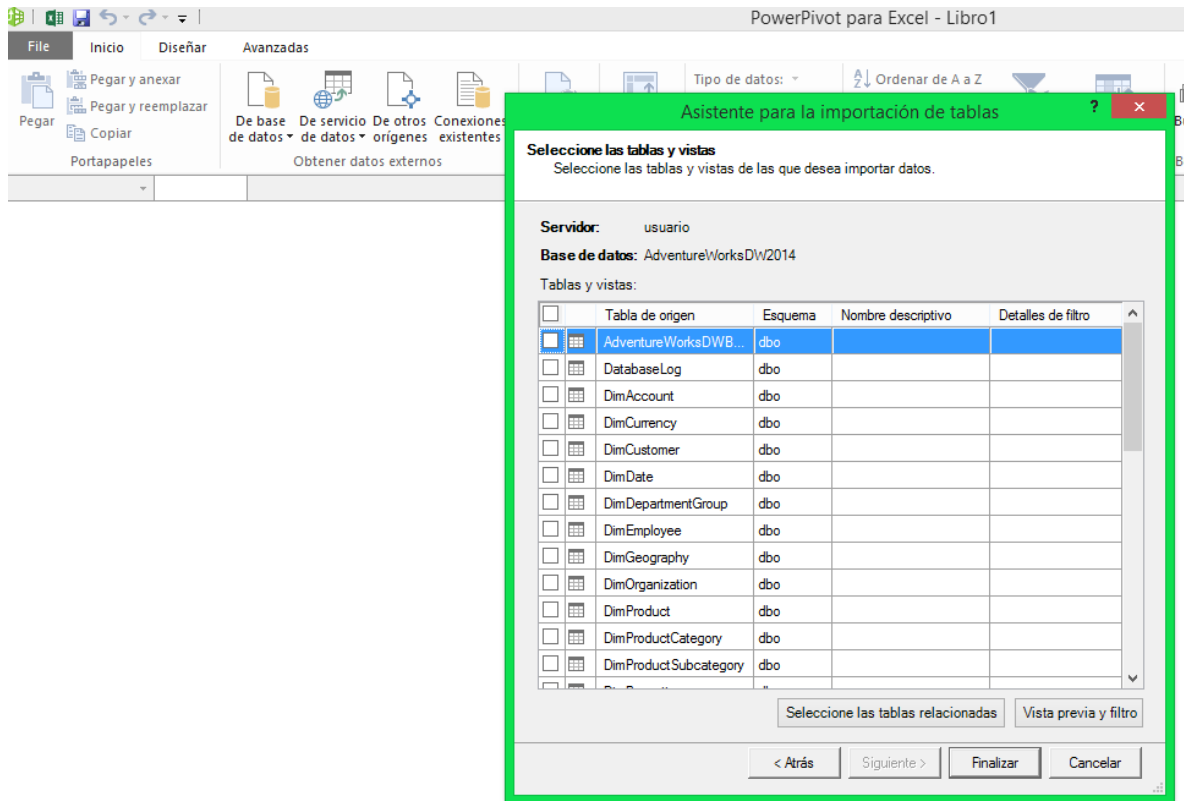 PowerPivot para Excel - Libro1
File Inicio Diseñar Avanzadas
Pegar
Pegar y anexar
Pegar y reemplazar
Copiar
Portapapeles
De base de datos
De servicio de datos
De otros orígenes
Conexiones existentes
Obtener datos externos
Tipo de datos:
Ordenar de A a Z
Asistente para la importación de tablas ?
Seleccione las tablas y vistas
Seleccione las tablas y vistas de las que desea importar datos.
Servidor: usuario
Base de datos: AdventureWorksDW2014
Tablas y vistas:
Tabla de origen Esquema Nombre descriptivo Detalles de filtro
AdventureWorksDWB... dbo
DatabaseLog dbo
DimAccount dbo
DimCurrency dbo
DimCustomer dbo
DimDate dbo
DimDepartmentGroup dbo
DimEmployee dbo
DimGeography dbo
DimOrganization dbo
DimProduct dbo
DimProductCategory dbo
DimProductSubcategory dbo
Seleccione las tablas relacionadas Vista previa y filtro
< Atrás Siguiente > Finalizar Cancelar